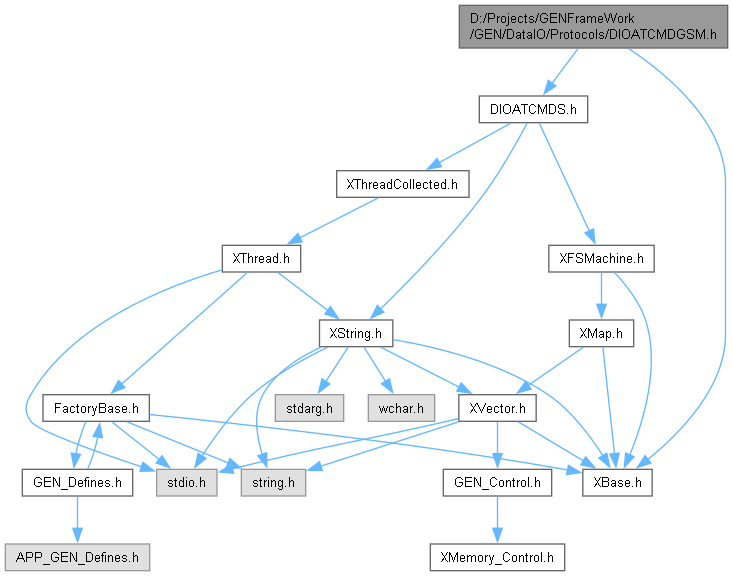 D:/Projects/GENFrameWork
/GEN/DataIO/Protocols/DIOATCMDGSM.h
DIOATCMDS.h
XThreadCollected.h
XThread.h
XFSMachine.h
XString.h
XMap.h
FactoryBase.h
stdarg.h
wchar.h
XVector.h
GEN_Defines.h
stdio.h
string.h
GEN_Control.h
XBase.h
APP_GEN_Defines.h
XMemory_Control.h